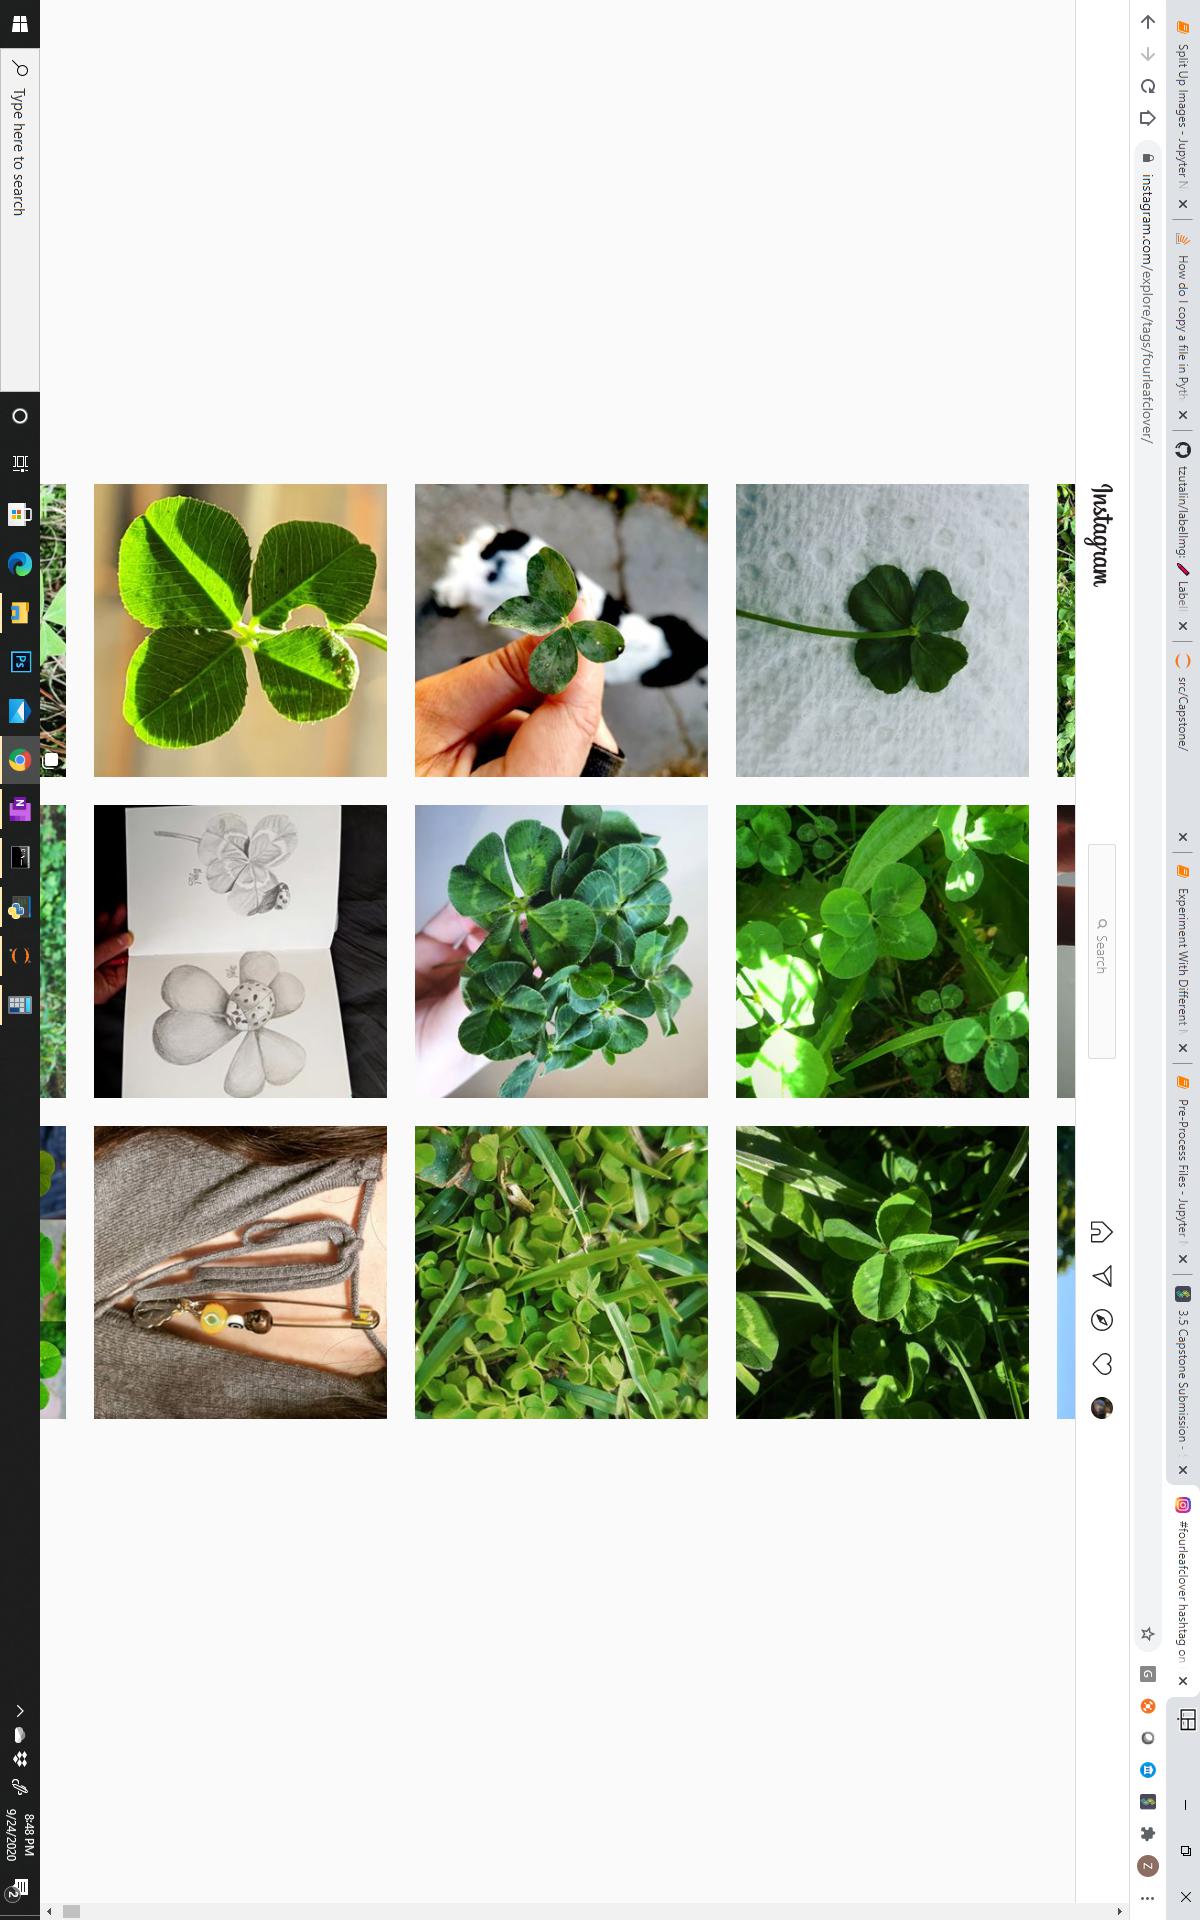 Split Up Images - Jupyter N
How do I copy a file in Pyth
tzutalin/labelImg: Label
src/Capstone/
Experiment With Different
Pre-Process Files - Jupyter
3.5 Capstone Submission -
#fourleafclover hashtag on
instagram.com/explore/tags/fourleafclover/
G
Z
Instagram
Search
Type here to search
Ps
N
8:48 PM
9/24/2020
2